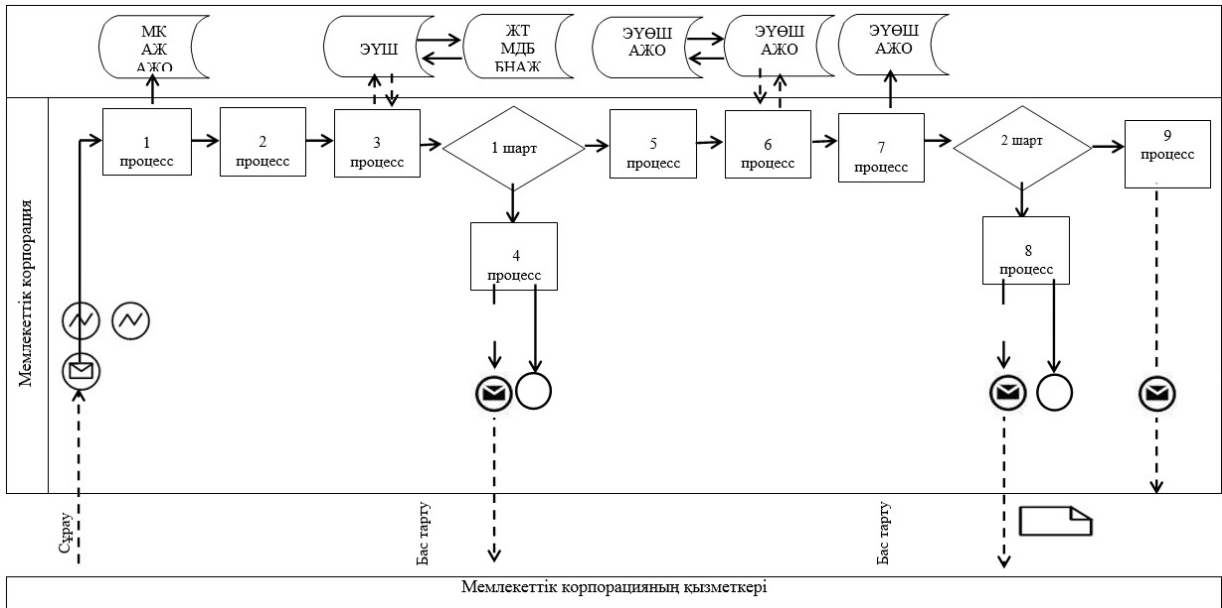 МК
АЖ
АЖО
ЭҮШ
ЖТ
МДБ
БНАЖ
ЭҮӨШ
АЖО
ЭҮӨШ
АЖО
ЭҮӨШ
АЖО
Мемлекеттік корпорация
1
процесс
2
процесс
3
процесс
1 шарт
5
процесс
6
процесс
7
процесс
2 шарт
9
процесс
4
процесс
8
процесс
Сұрау
Бас тарту
Бас тарту
Мемлекеттік корпорацияның қызметкері